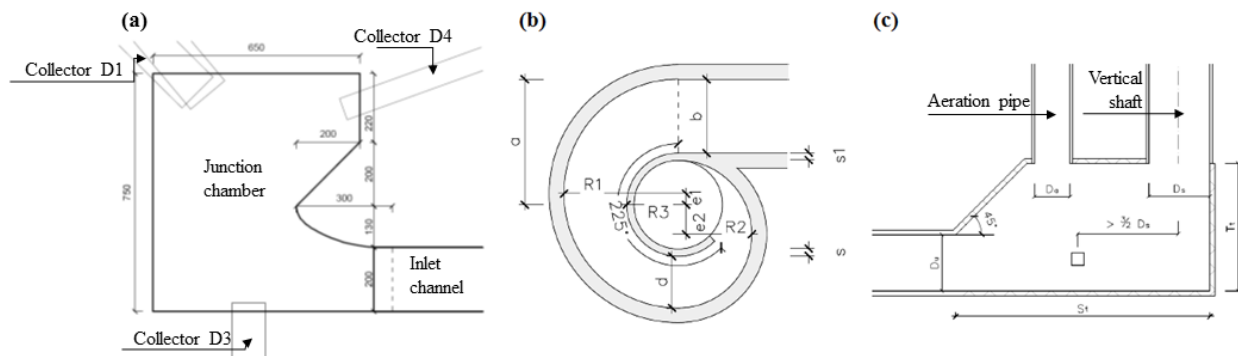 (a)
650
Collector D4
Collector D1
220
200
200
Junction
chamber
750
300
130
200
Inlet
channel
Collector D3
(b)
a
b
s1
R1
e1
R3
e2
R2
225°
s
d
(c)
Aeration pipe
Vertical
shaft
Da
Ds
45°
> 3/2 Ds
Tt
Du
St